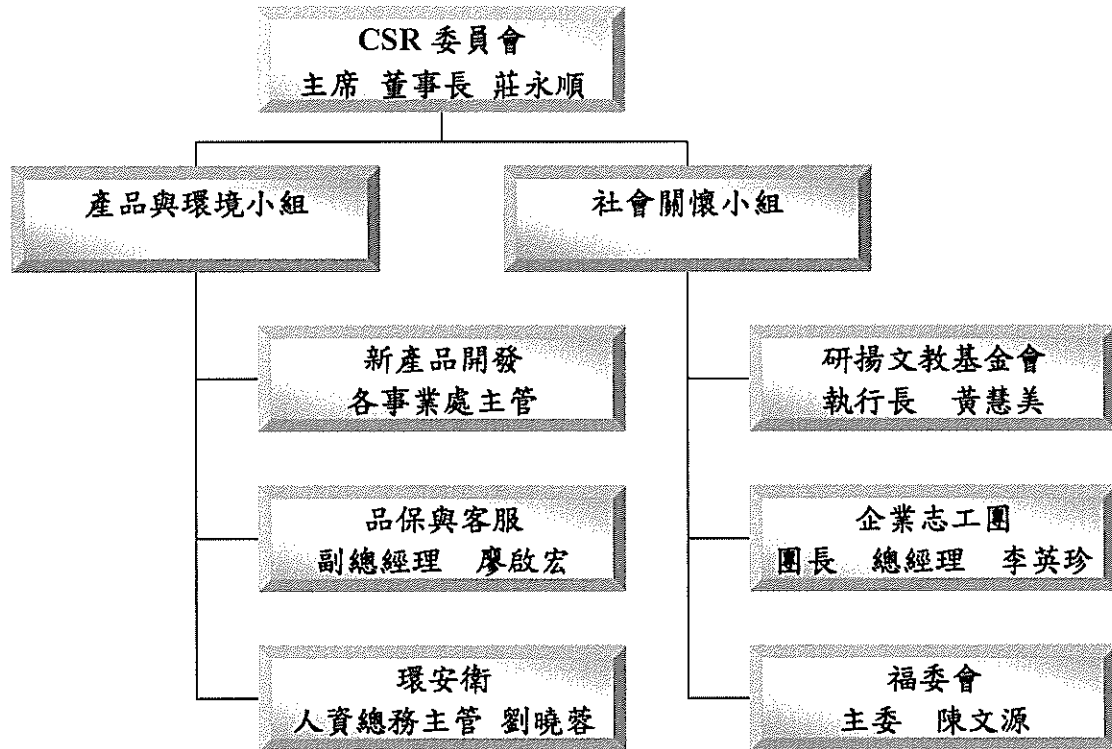 CSR 委員會
主席 董事長 莊永順
產品與環境小組
社會關懷小組
新產品開發
各事業處主管
研揚文教基金會
執行長 黃慧美
品保與客服
副總經理 廖啟宏
企業志工團
團長 總經理 李英珍
環安衛
人資總務主管 劉曉蓉
福委會
主委 陳文源